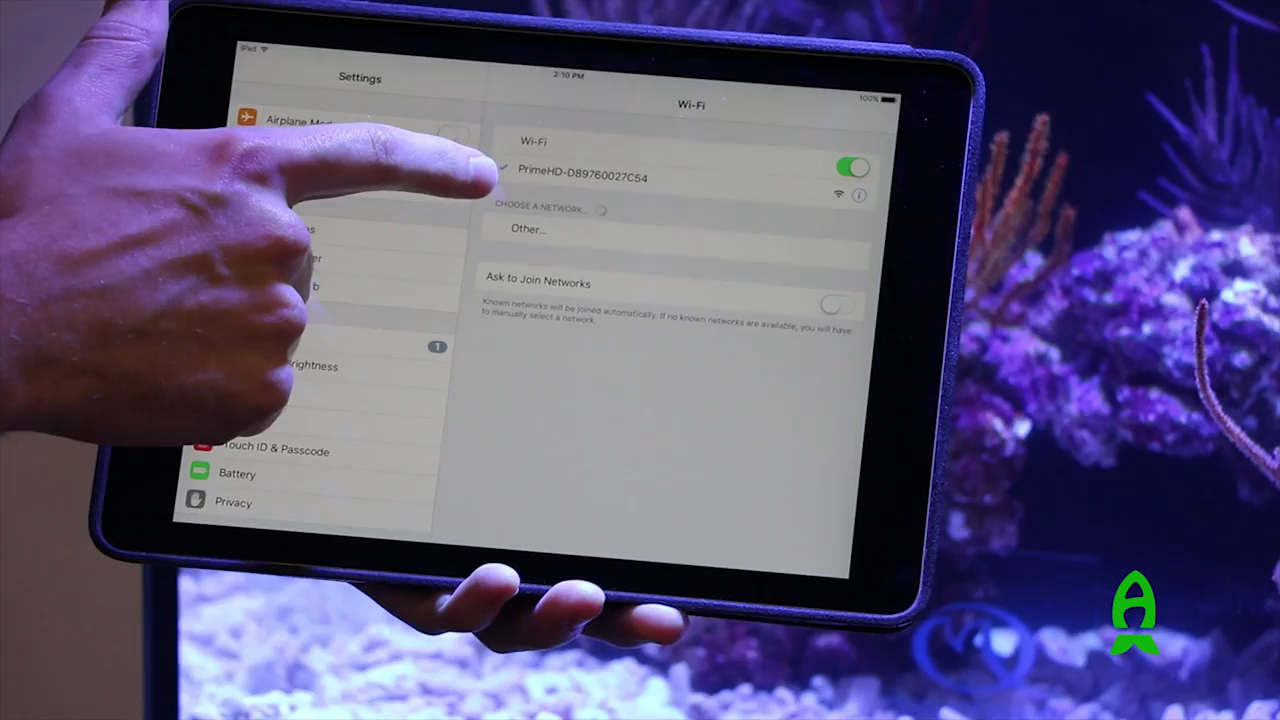 iPad
2:10 PM
100%
Settings
Wi-Fi
Airplane
Wi-Fi
PrimeHD-D89760027C54
CHOOSE A NETWORK...
Other...
Ask to Join Networks
Known networks will be joined automatically. If no known networks are available, you will have
to manually select a network.
1
Touch ID & Passcode
Battery
Privacy